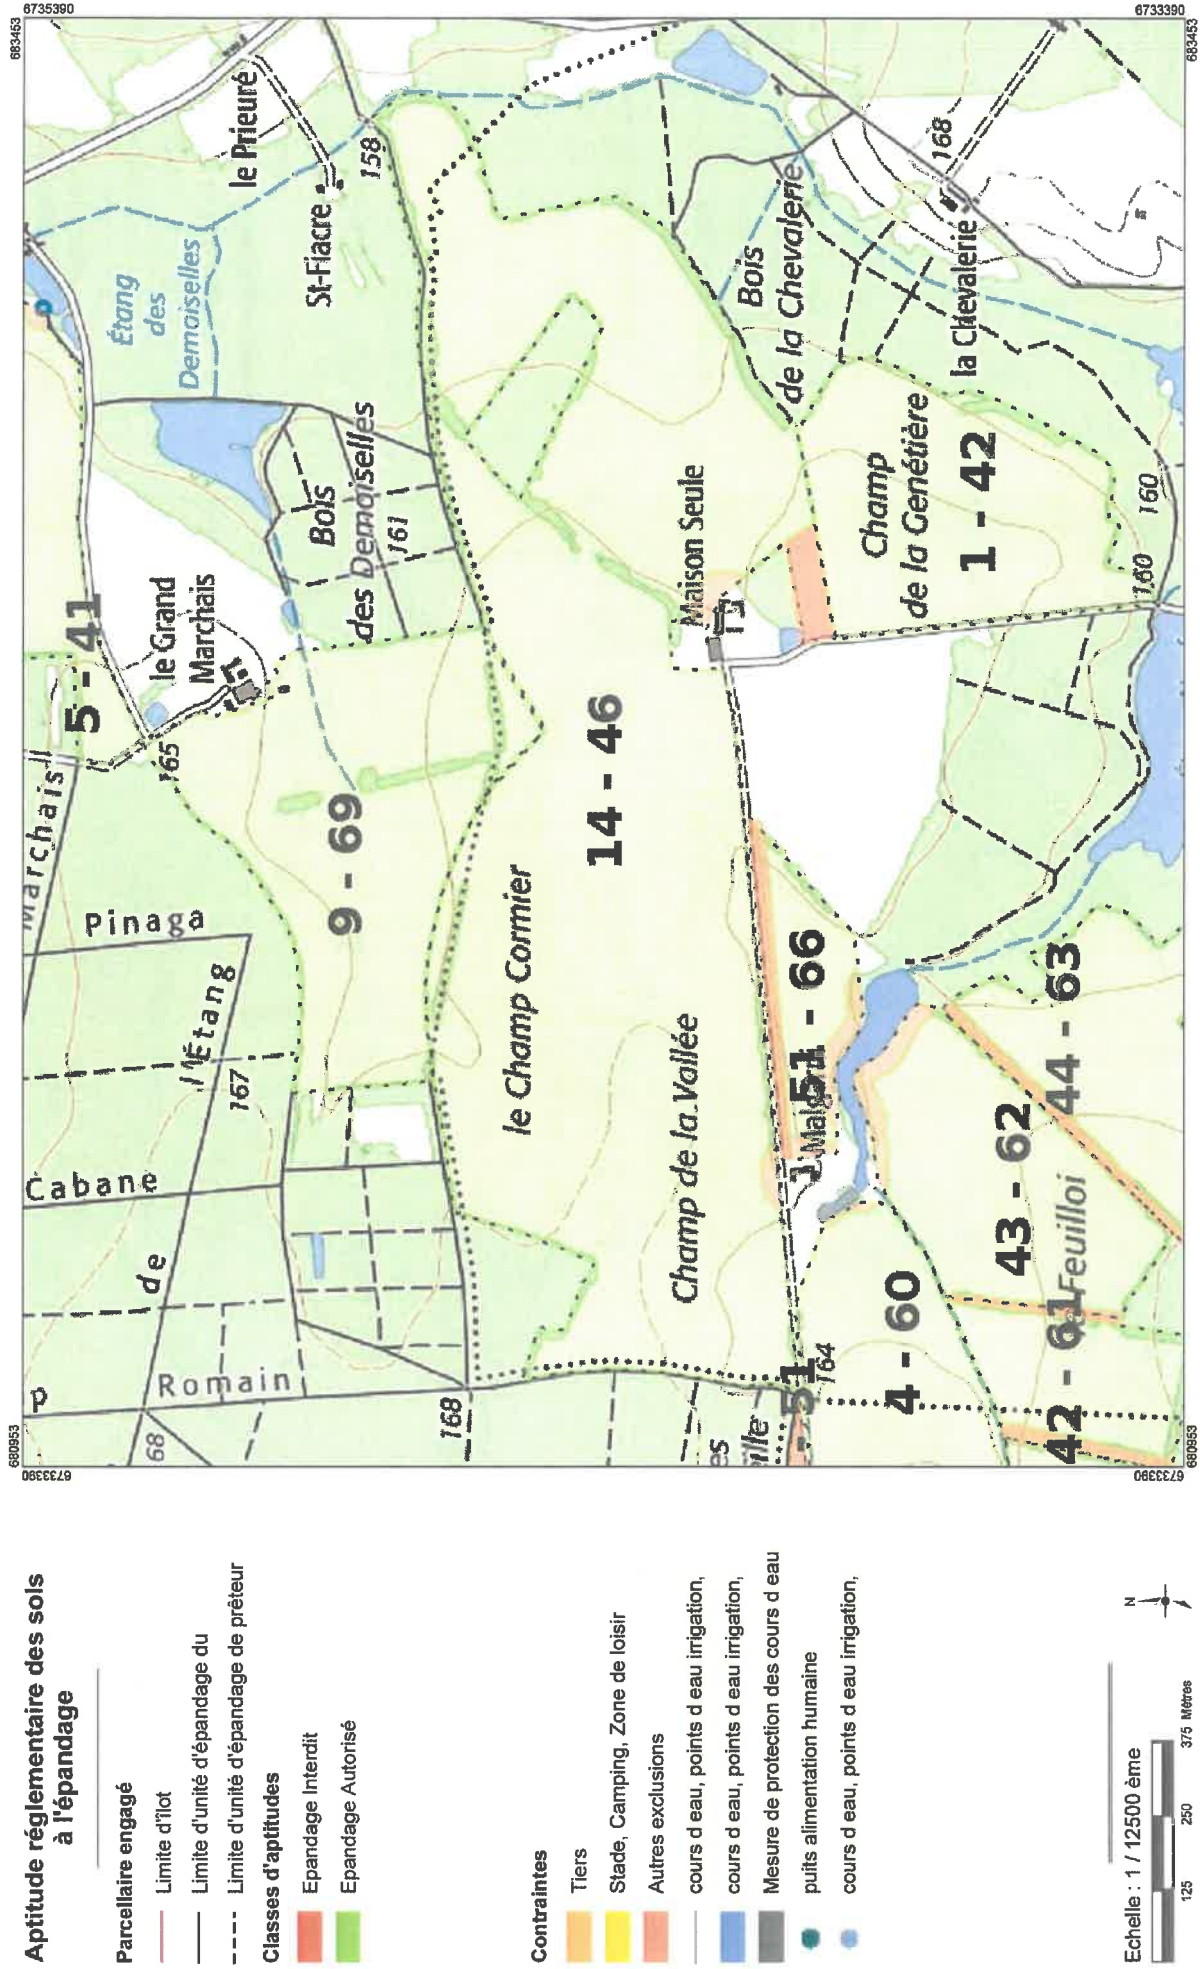 Aptitude réglementaire des sols
à l'épandage
Parcellaire engagé
Limite d'îlot
Limite d'unité d'épandage du
Limite d'unité d'épandage de prêteur
Classes d'aptitudes
Epandage Interdit
Epandage Autorisé
Contraintes
Tiers
Stade, Camping, Zone de loisir
Autres exclusions
cours d eau, points d eau irrigation,
cours d eau, points d eau irrigation,
Mesure de protection des cours d eau
puits alimentation humaine
cours d eau, points d eau irrigation,
Echelle : 1 / 12500 ème
125 250 375 Mètres
N
680953
6733390
683453
6735390
6733390
683453
6733390
680953
P
Romain
68
de
Cabane
l'Étang
167
Pinaga
Marchais
165
5 - 41
le Grand
Marchais
9 - 69
Bois
des Demoiselles
161
Étang
des
Demoiselles
St-Fiacre
le Prieuré
158
168
le Champ Cormier
14 - 46
Champ de la Vallée
Maison Seule
Bois
de la Chevalerie
la Chevalerie
168
Champ
de la Genétière
1 - 42
160
160
51 - 66
51
164
4 - 60
43 - 62
44 - 63
Feuilloi
42 - 61